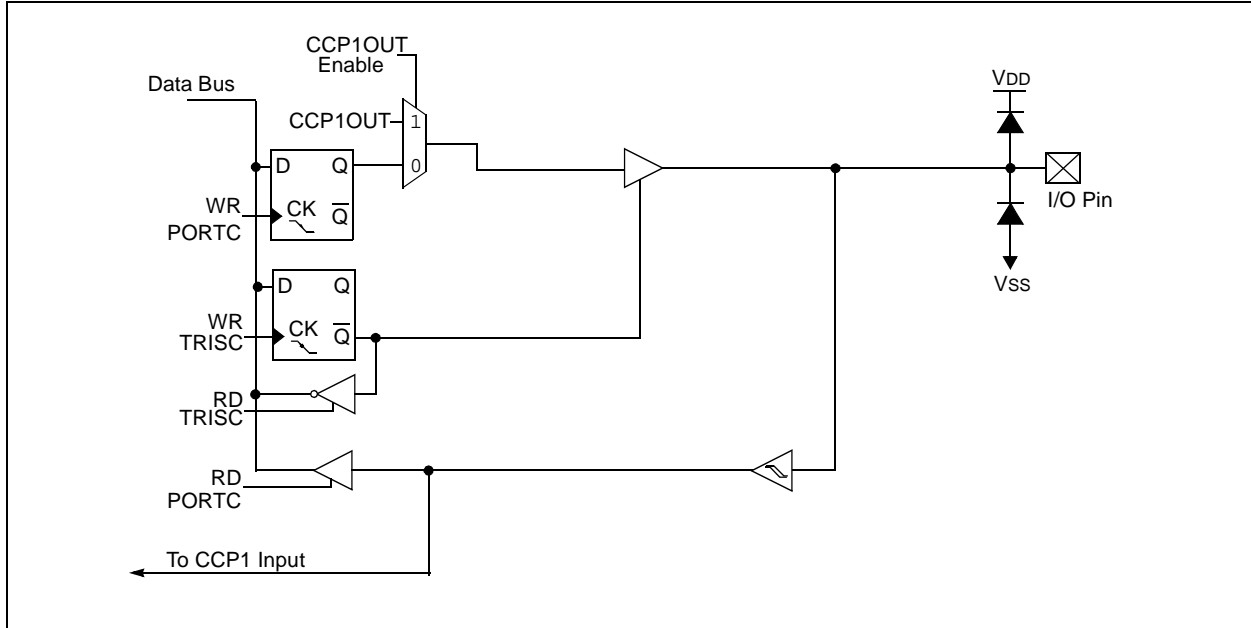 CCP1OUT
Enable
Data Bus
VDD
CCP1OUT
1
0
D
Q
CK
Q̅
WR
PORTC
I/O Pin
VSS
D
Q
CK
Q̅
WR
TRISC
RD
TRISC
RD
PORTC
To CCP1 Input